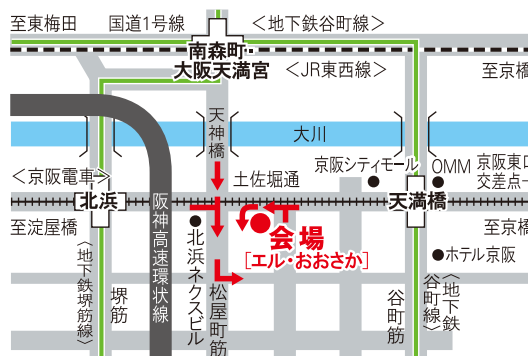 至東梅田
国道1号線
＜地下鉄谷町線＞
南森町・
大阪天満宮
＜JR東西線＞
至京橋
天神橋
大川
＜京阪電車＞
土佐堀通
京阪シティモール
OMM
京阪東口
交差点→
[北浜]
天満橋
至淀屋橋
阪神高速環状線
会場
[エル・おおさか]
至京橋
北浜ネクスビル
ホテル京阪
＜地下鉄
堺筋線＞
堺筋
松屋町筋
谷町筋
＜地下鉄
谷町線＞